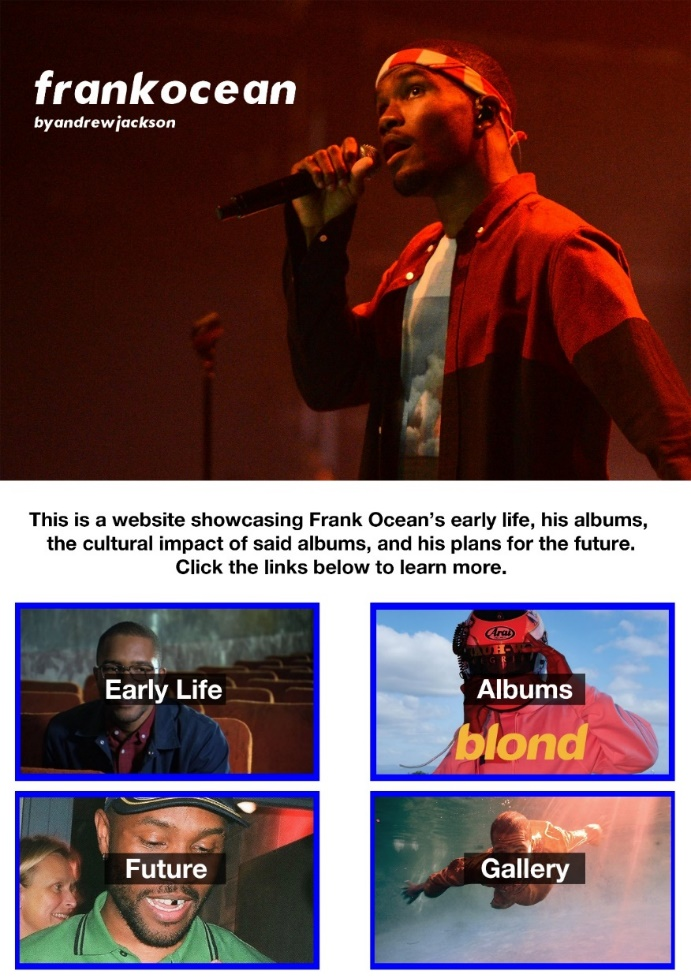 frankocean
byandrewjackson
This is a website showcasing Frank Ocean’s early life, his albums,
the cultural impact of said albums, and his plans for the future.
Click the links below to learn more.
Early Life
Arai
Albums
blond
Future
Gallery